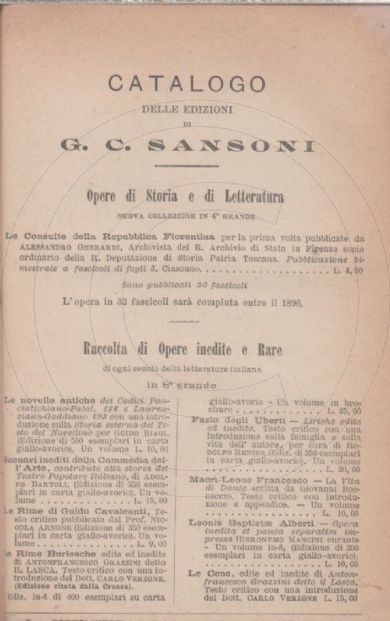 CATALOGO
DELLE EDIZIONI
DI
G. C. SANSONI
Opere di Storia e di Letteratura
NUOVA COLLEZIONE IN 4° GRANDE
Le Consulte della Repubblica Fiorentina per la prima volta pubblicate da
ALESSANDRO GHERARDI, Archivista del R. Archivio di Stato in Firenze socio
ordinario della R. Deputazione di Storia Patria Toscana. Pubblicazione bi-
mestrale a fascicoli di fogli 5. Ciascuno. . . . L. 4,00
Sono pubblicati 30 fascicoli
L'opera in 32 fascicoli sarà compluta entro il 1896.
Raccolta di Opere inedite e Rare
di ogni secolo della letteratura italiana
in 8° grande
Le novelle antiche dei Codici Pan-
ciatichiano-Palat. 138 e Lauren-
ziano-Gaddiano 193 con una intro-
duzione sulla Storia esterna del Te-
sto del Novellino per GUIDO BIAGI.
(Edizione di 500 esemplari in carta
giallo-avorio). Un volume L. 10,00
Scenari inediti della Commedia del-
l'Arte, contributo alla storia del
Teatro Popolare Italiano, di ADOL-
FO BARTOLI. (Edizione di 350 esem-
plari in carta giallo-avorio). Un vo-
lume . . . L. 15,00
Le Rime di Guido Cavalcanti, Te-
sto critico pubblicato dal Prof. NIC-
COLA ARNONE (Edizione di 350 esem-
plari in carta giallo-avorio). Un vo-
lume . . . L. 9,00
Le Rime Burlesche edite ed inedite
di ANTONFRANCESCO GRAZZINI detto
IL LASCA. Testo critico con una in-
troduzione del Dott. CARLO VERZONE.
(Edizione citata dalla Crusca).
Ediz. in-8 di 400 esemplari su carta
giallo-avorio - Un volume in bro-
chure . . . L. 25,00
Fazio degli Uberti - Liriche edite
ed inedite. Testo critico con una
Introduzione sulla famiglia e sulla
vita dell'autore, per cura di RO-
DOLFO RENIER. (Ediz. di 350 esemplari
in carta giallo-avorio). Un volume
. . . L. 20,00
Macrì-Leone Francesco - La Vita
di Dante scritta da Giovanni Boc-
caccio. Testo critico con introdu-
zione e appendice. - Un volume
. . . L. 10,00
Leonis Baptistae Alberti - Opera
inedita et pauca separatim im-
pressa HIERONYMO MANCINI curante
- Un volume in-8, (Edizione di 350
esemplari in carta giallo-avorio).
. . . L. 10,00
Le Cene, edite ed inedite di Anton-
francesco Grazzini detto il Lasca.
Testo critico con una introduzione
del Dott. CARLO VERZONE L. 15,00